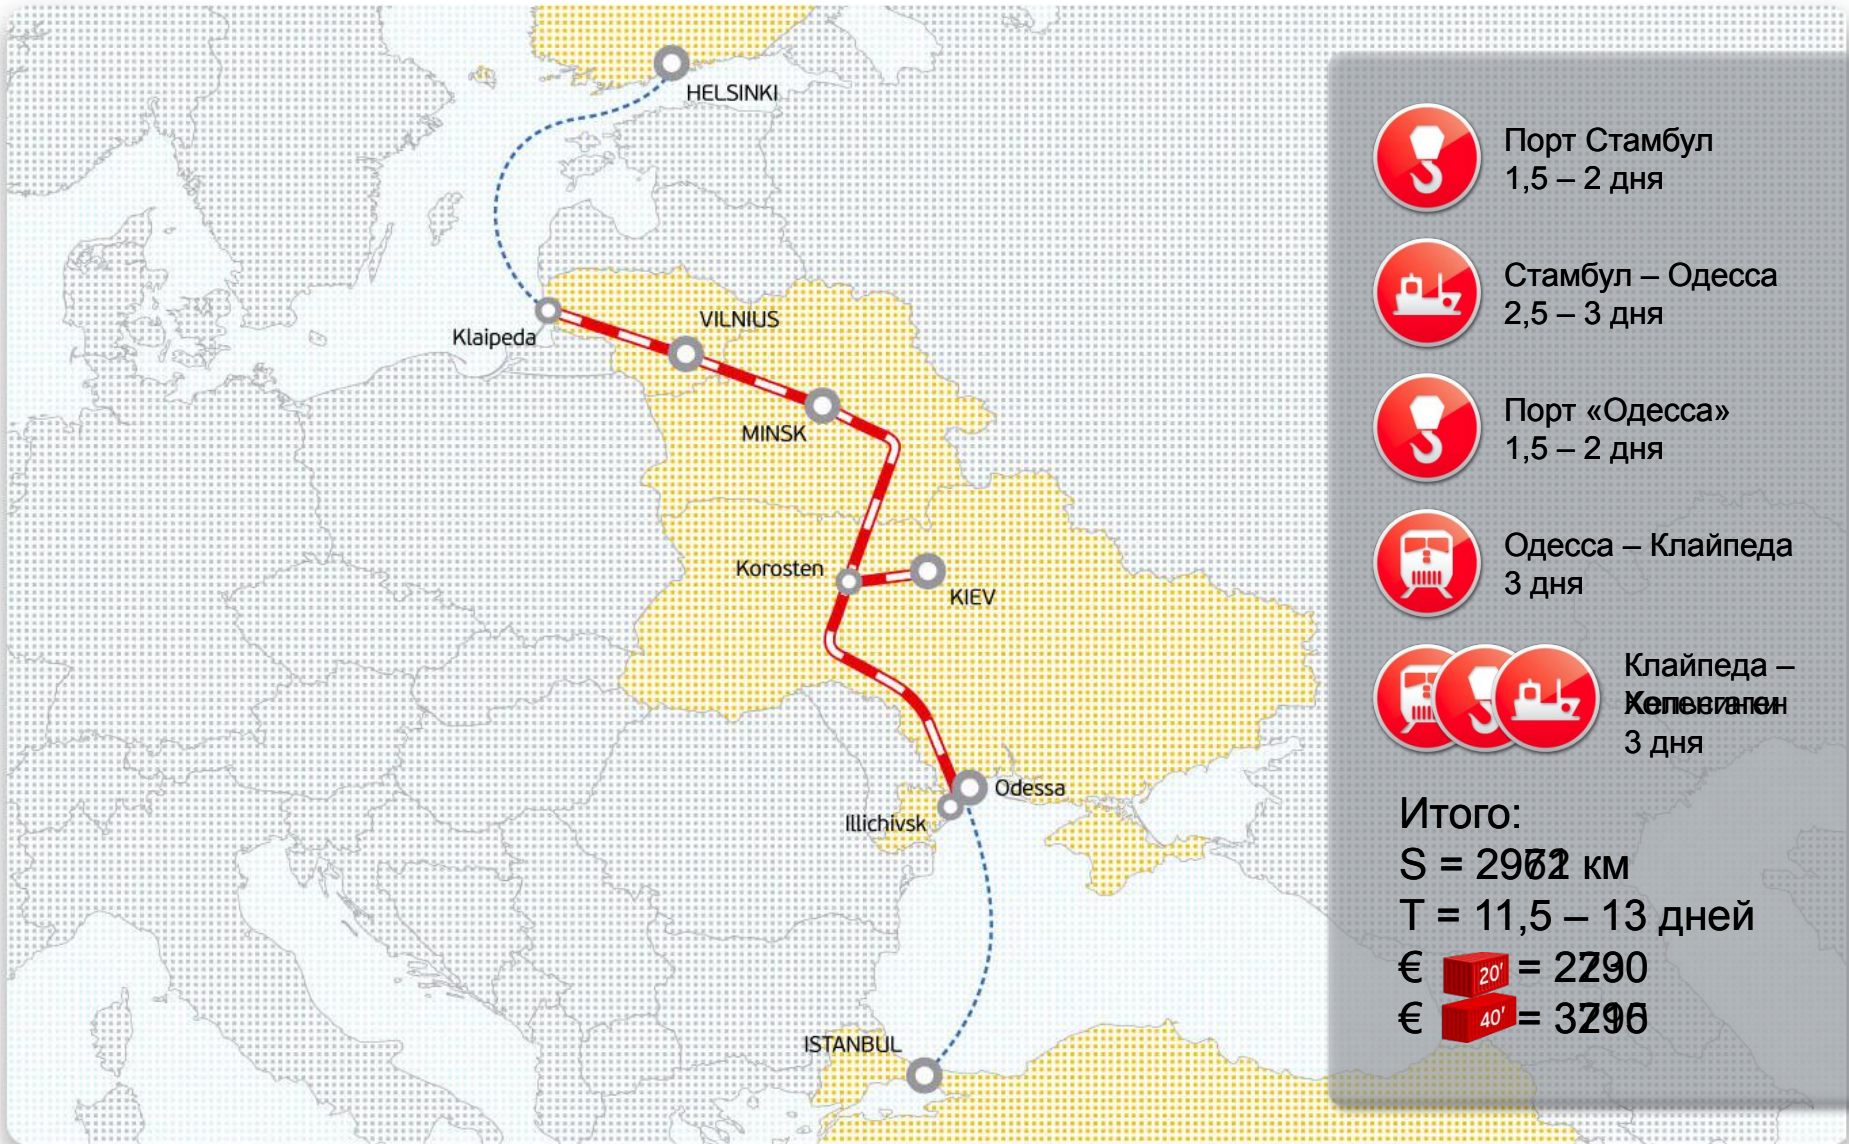 HELSINKI
Klaipeda
VILNIUS
MINSK
Korosten
KIEV
Odessa
Illichivsk
ISTANBUL
Порт Стамбул
1,5 – 2 дня
Стамбул – Одесса
2,5 – 3 дня
Порт «Одесса»
1,5 – 2 дня
Одесса – Клайпеда
3 дня
Клайпеда –
3 дня
Итого:
S = км
T = 11,5 – 13 дней
€ 20' =
€ 40' =